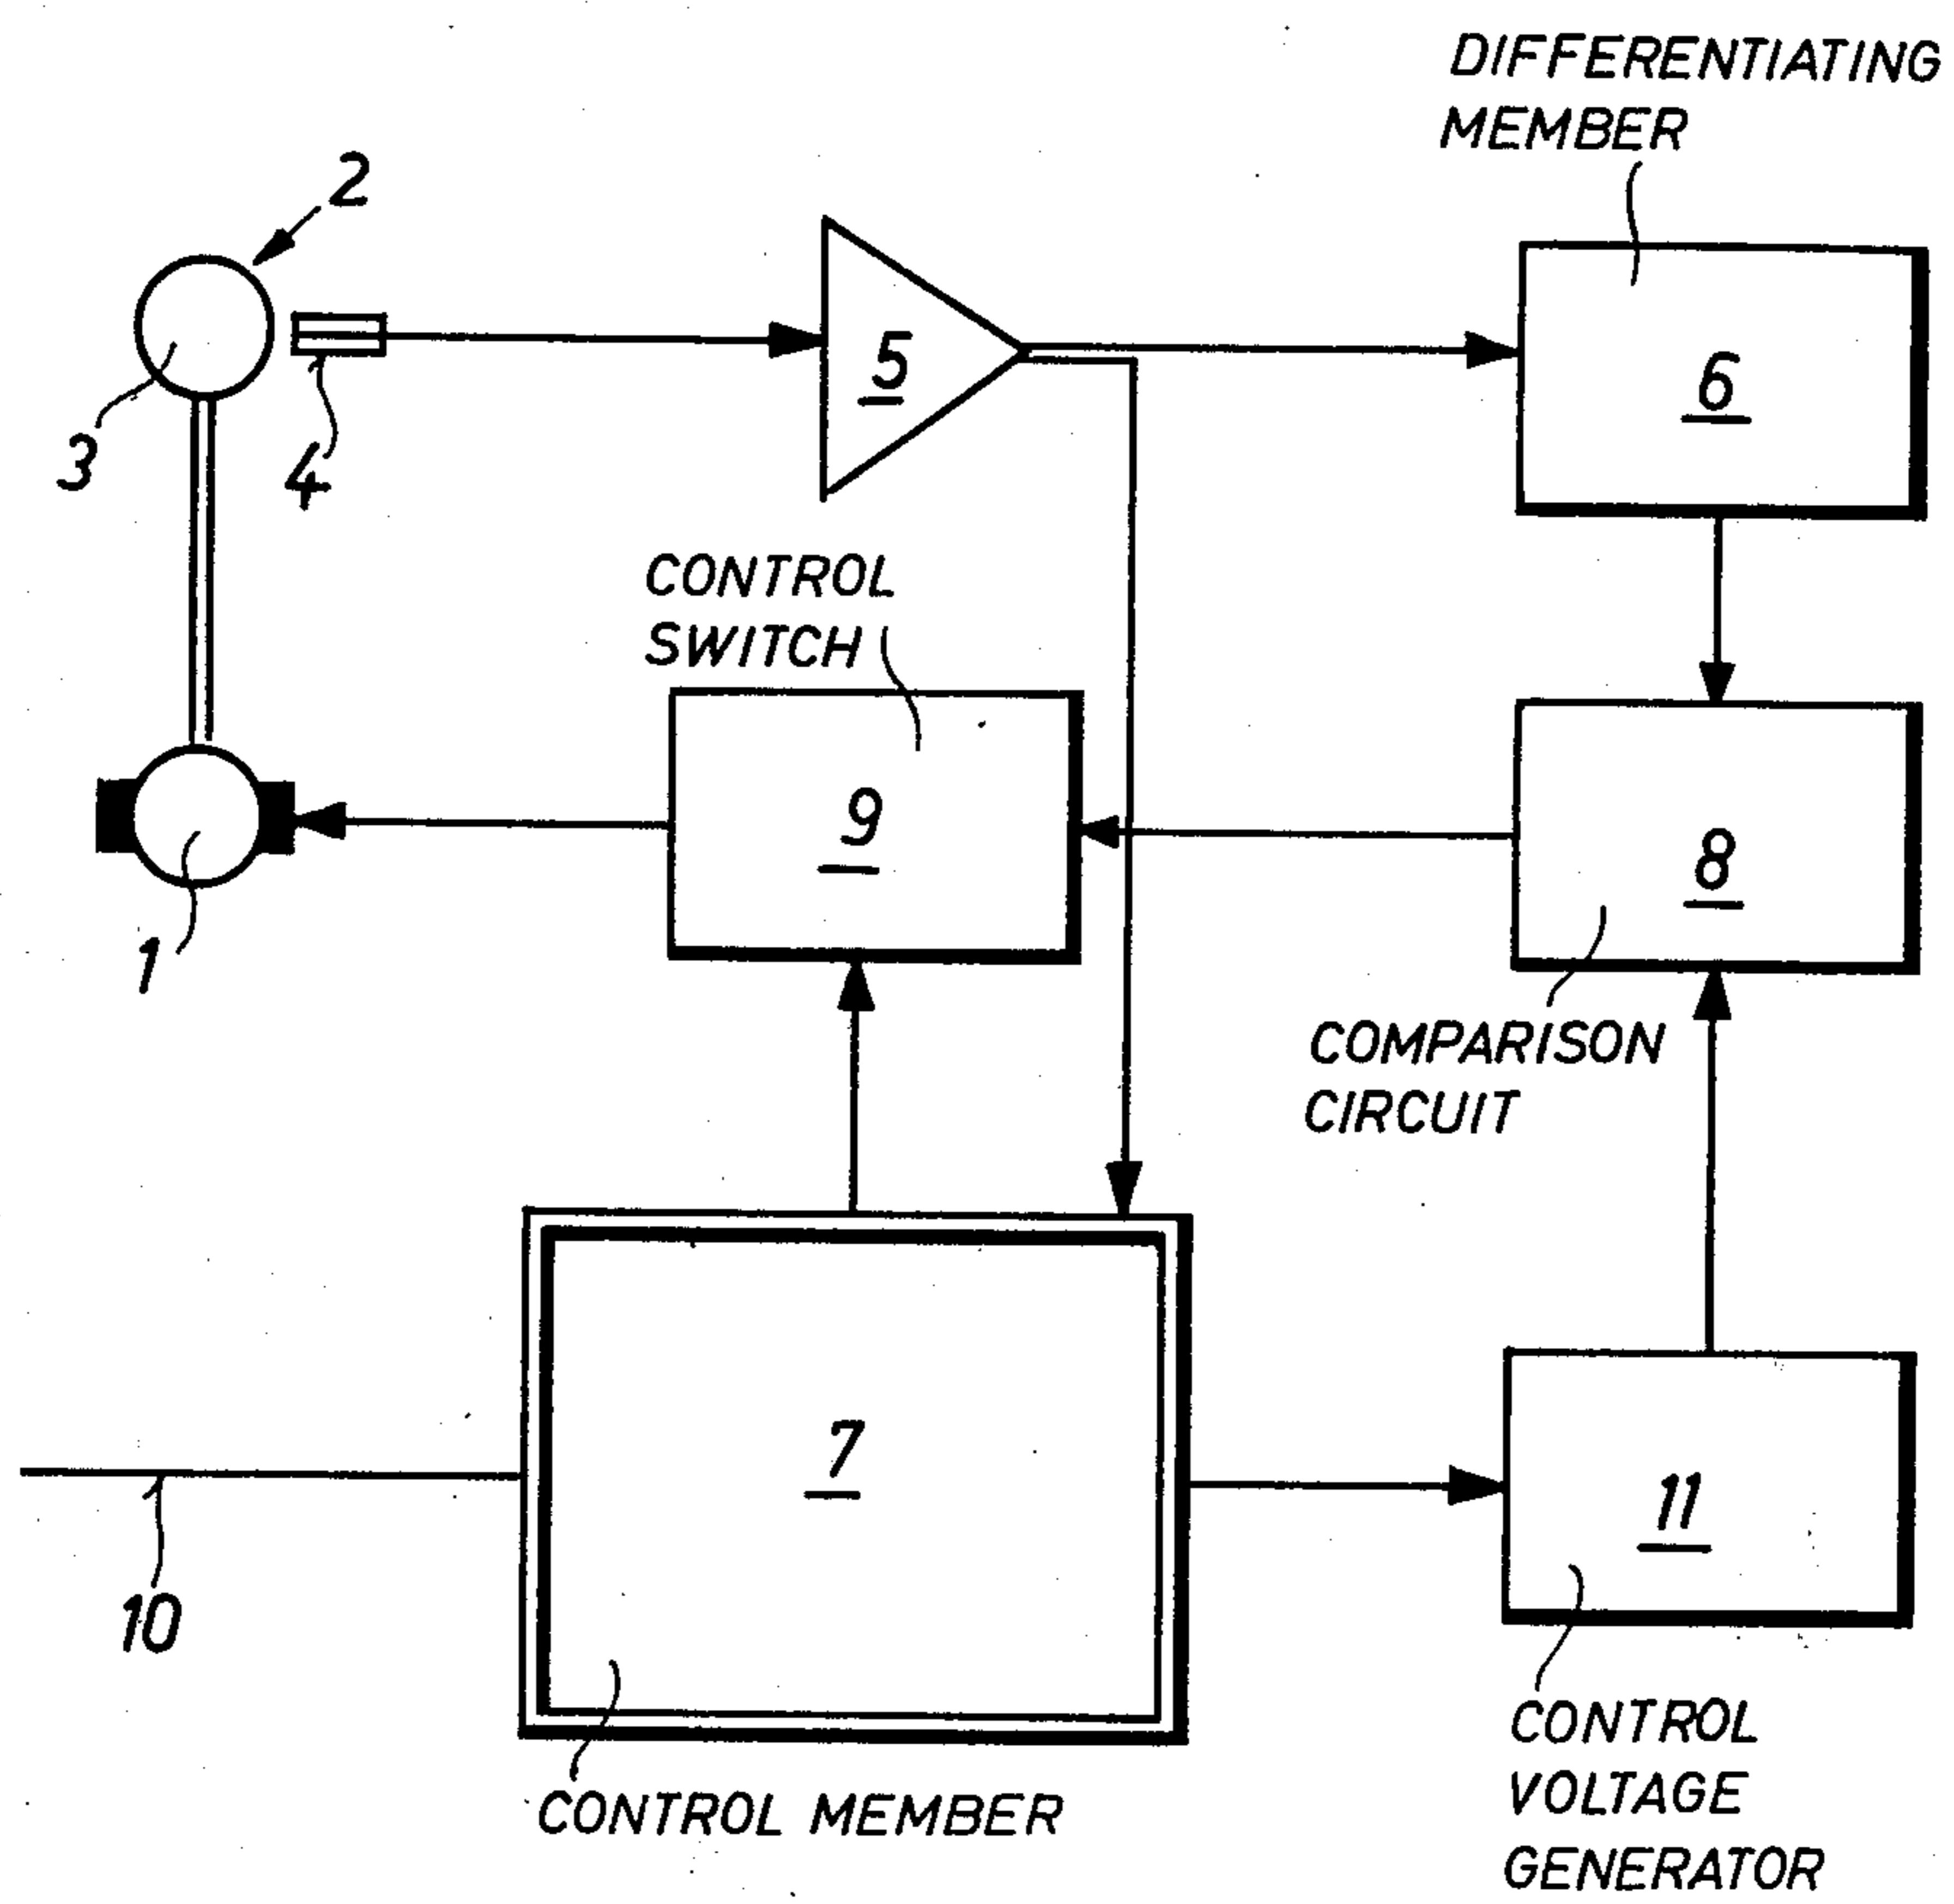 DIFFERENTIATING
MEMBER
2
5
6
3
4
CONTROL
SWITCH
9
8
1
COMPARISON
CIRCUIT
7
11
10
CONTROL
VOLTAGE
GENERATOR
CONTROL MEMBER